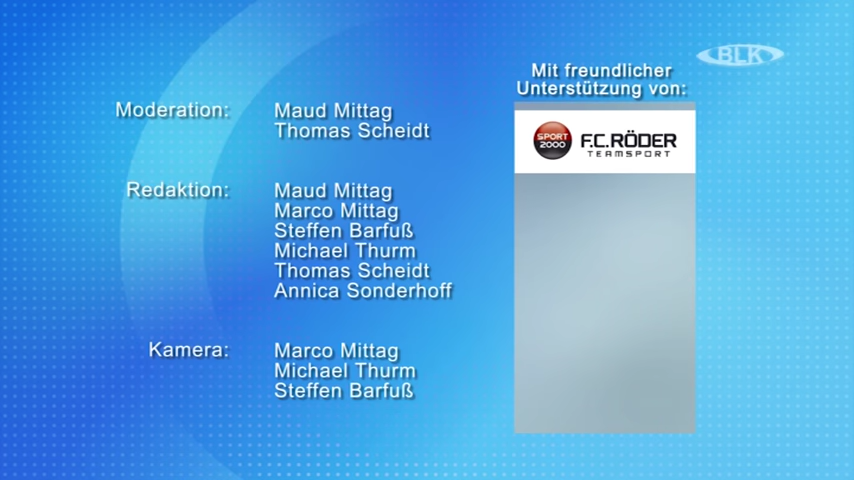 BLK
Mit freundlicher
Unterstützung von:
SPORT
2000
F.C. RÖDER
TEAMSPORT
Moderation:
Maud Mittag
Thomas Scheidt
Redaktion:
Maud Mittag
Marco Mittag
Steffen Barfuß
Michael Thurm
Thomas Scheidt
Annica Sonderhoff
Kamera:
Marco Mittag
Michael Thurm
Steffen Barfuß